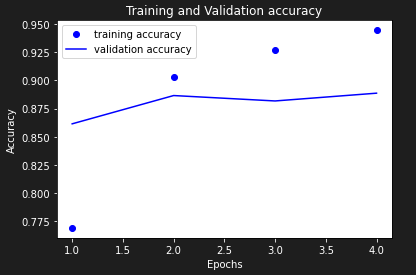 Training and Validation accuracy
0.950
training accuracy
validation accuracy
0.925
0.900
0.875
0.850
0.825
0.800
0.775
Accuracy
1.0 1.5 2.0 2.5 3.0 3.5 4.0
Epochs